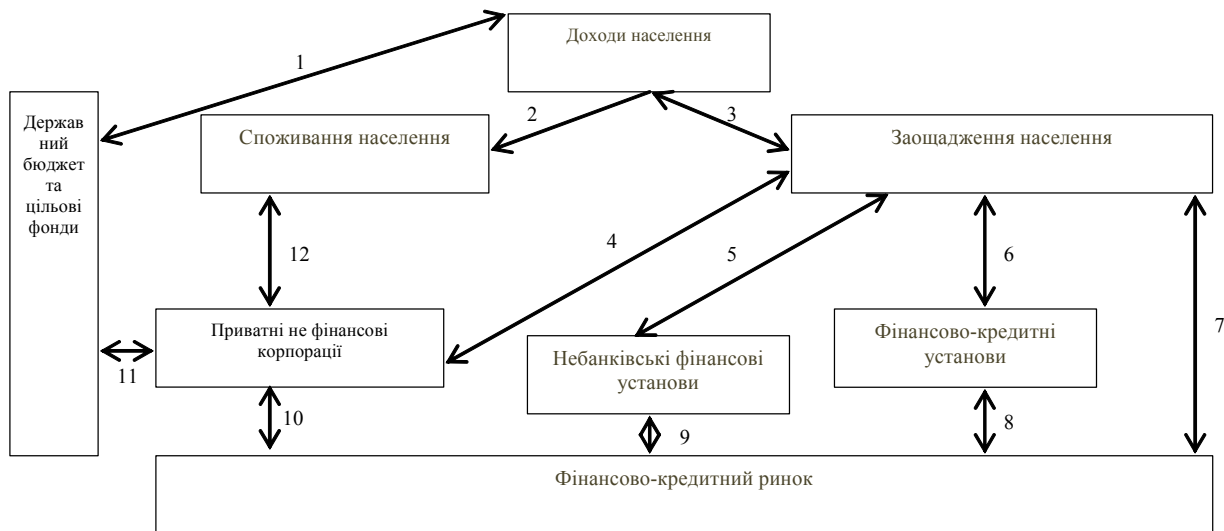 Доходи населення
1
2
3
Держав
ний
бюджет
та
цільові
фонди
Споживання населення
Заощадження населення
4
5
6
7
12
Приватні не фінансові
корпорації
Небанківські фінансові
установи
Фінансово-кредитні
установи
11
10
9
8
Фінансово-кредитний ринок